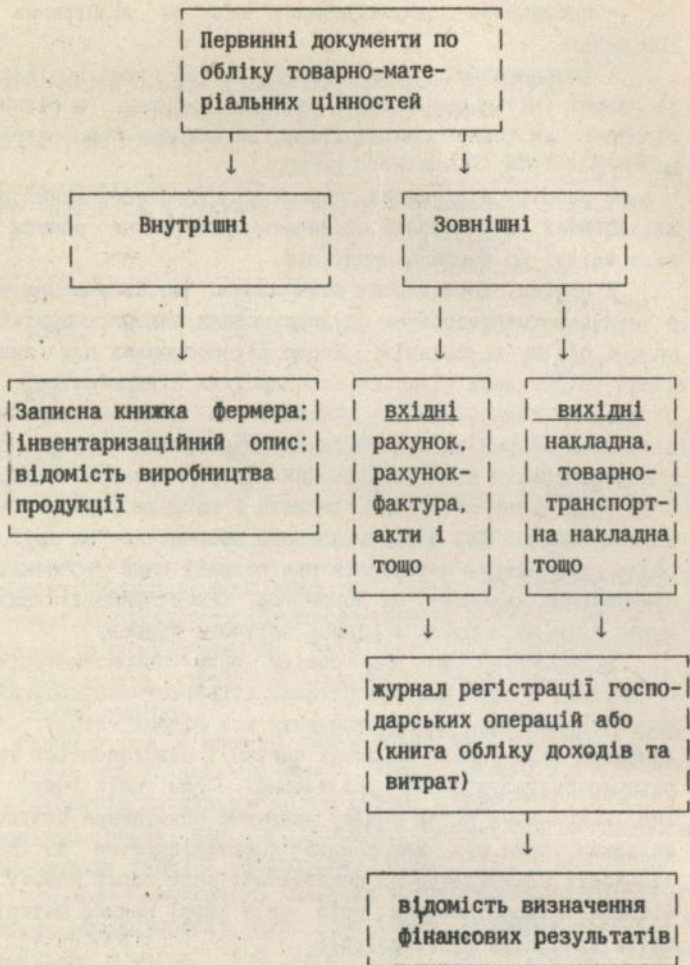 Первинні документи по
обліку товарно-мате-
ріальних цінностей
Внутрішні
Зовнішні
Записна книжка фермера;
інвентаризаційний опис;
відомість виробництва
продукції
вхідні
рахунок,
рахунок-
фактура,
акти і
тощо
вихідні
накладна,
товарно-
транспорт-
на накладна
тощо
журнал регістрації госпо-
дарських операцій або
(книга обліку доходів та
витрат)
відомість визначення
фінансових результатів